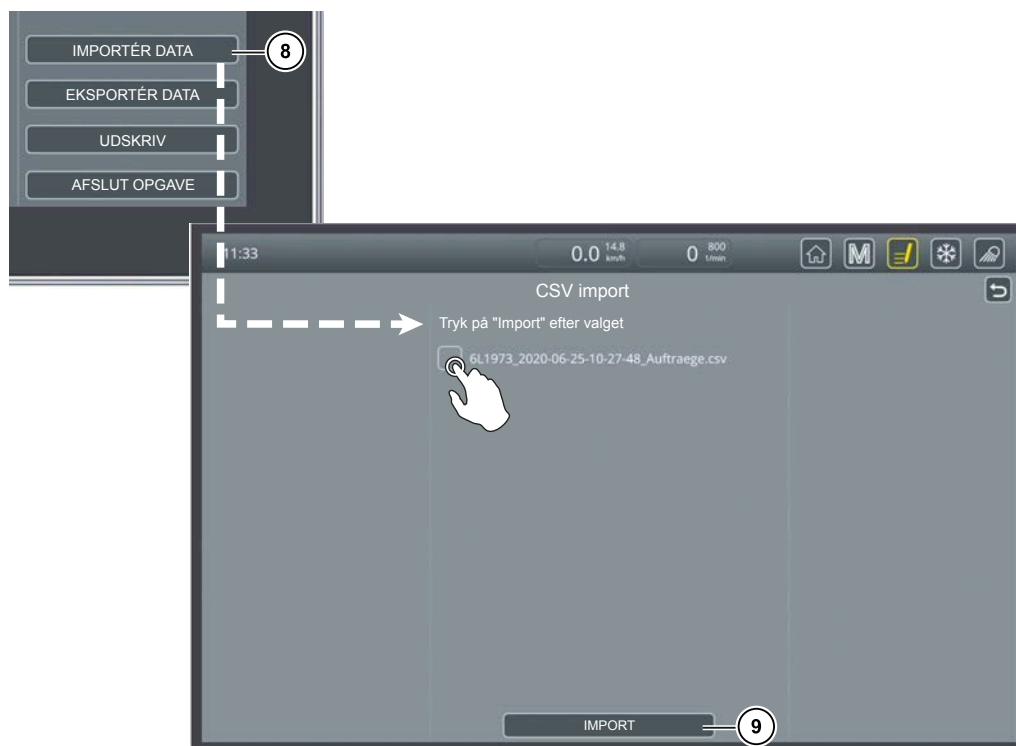 IMPORTÉR DATA
8
EKSPORTÉR DATA
UDSKRIV
AFSLUT OPGAVE
11:33
0.0 14.8 km/h
0 800 1/min
M
CSV import
Tryk på "Import" efter valget
6L1973_2020-06-25-10-27-48_Auftraege.csv
IMPORT
9